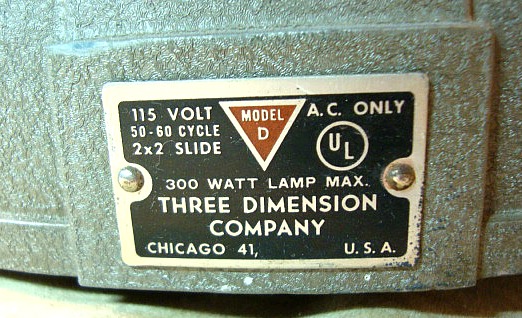 115 VOLT
50-60 CYCLE
2x2 SLIDE
MODEL
D
A.C. ONLY
UL
300 WATT LAMP MAX.
THREE DIMENSION
COMPANY
CHICAGO 41, U.S.A.